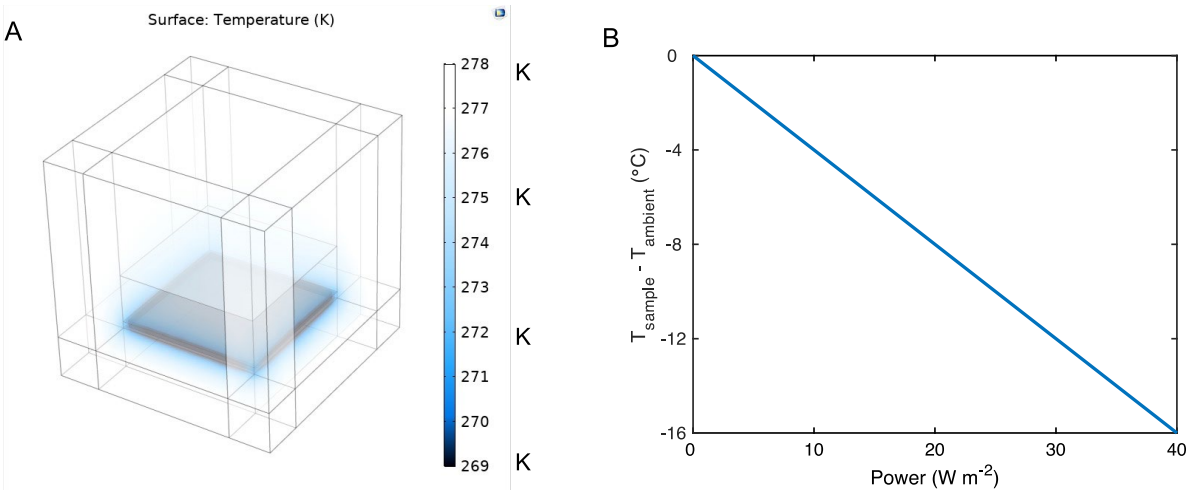 A
Surface: Temperature (K)
278
277
276
275
274
273
272
271
270
269
K
K
K
K
B
0
-4
-8
-12
-16
T_sample - T_ambient (°C)
0
10
20
30
40
Power (W m⁻²)